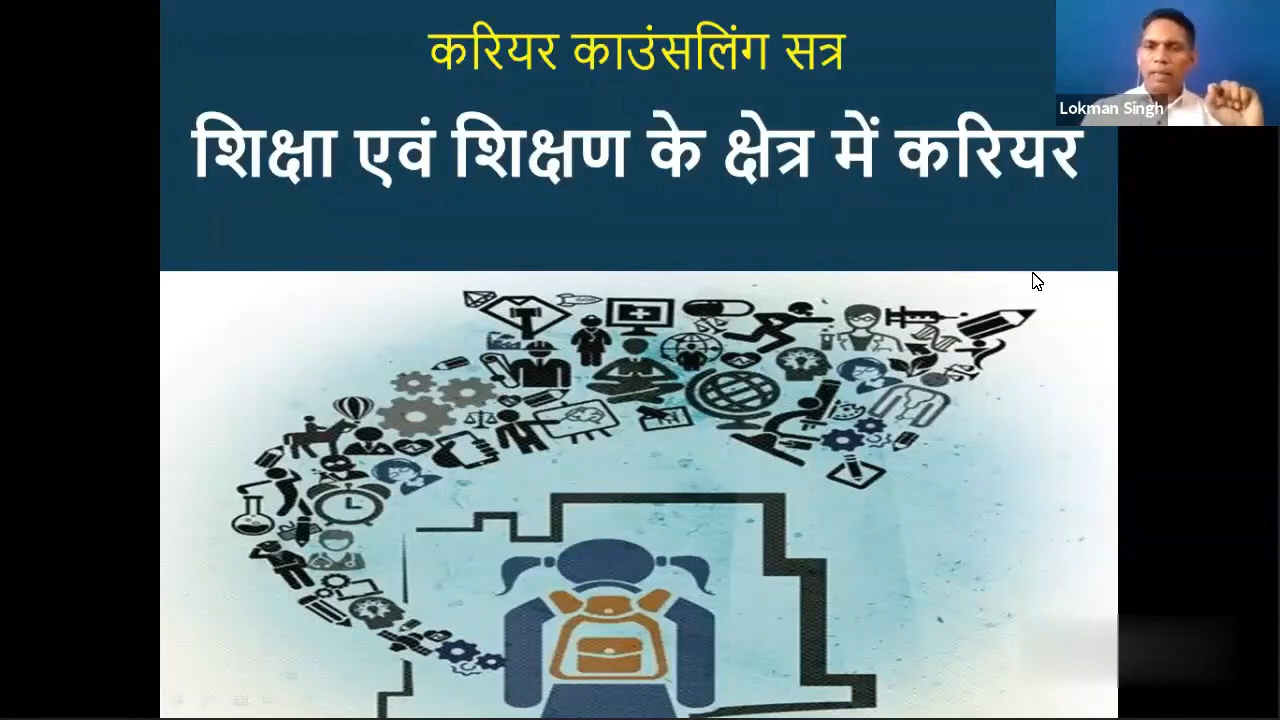 करियर काउंसलिंग सत्र
शिक्षा एवं शिक्षण के क्षेत्र में करियर
Lokman Singh